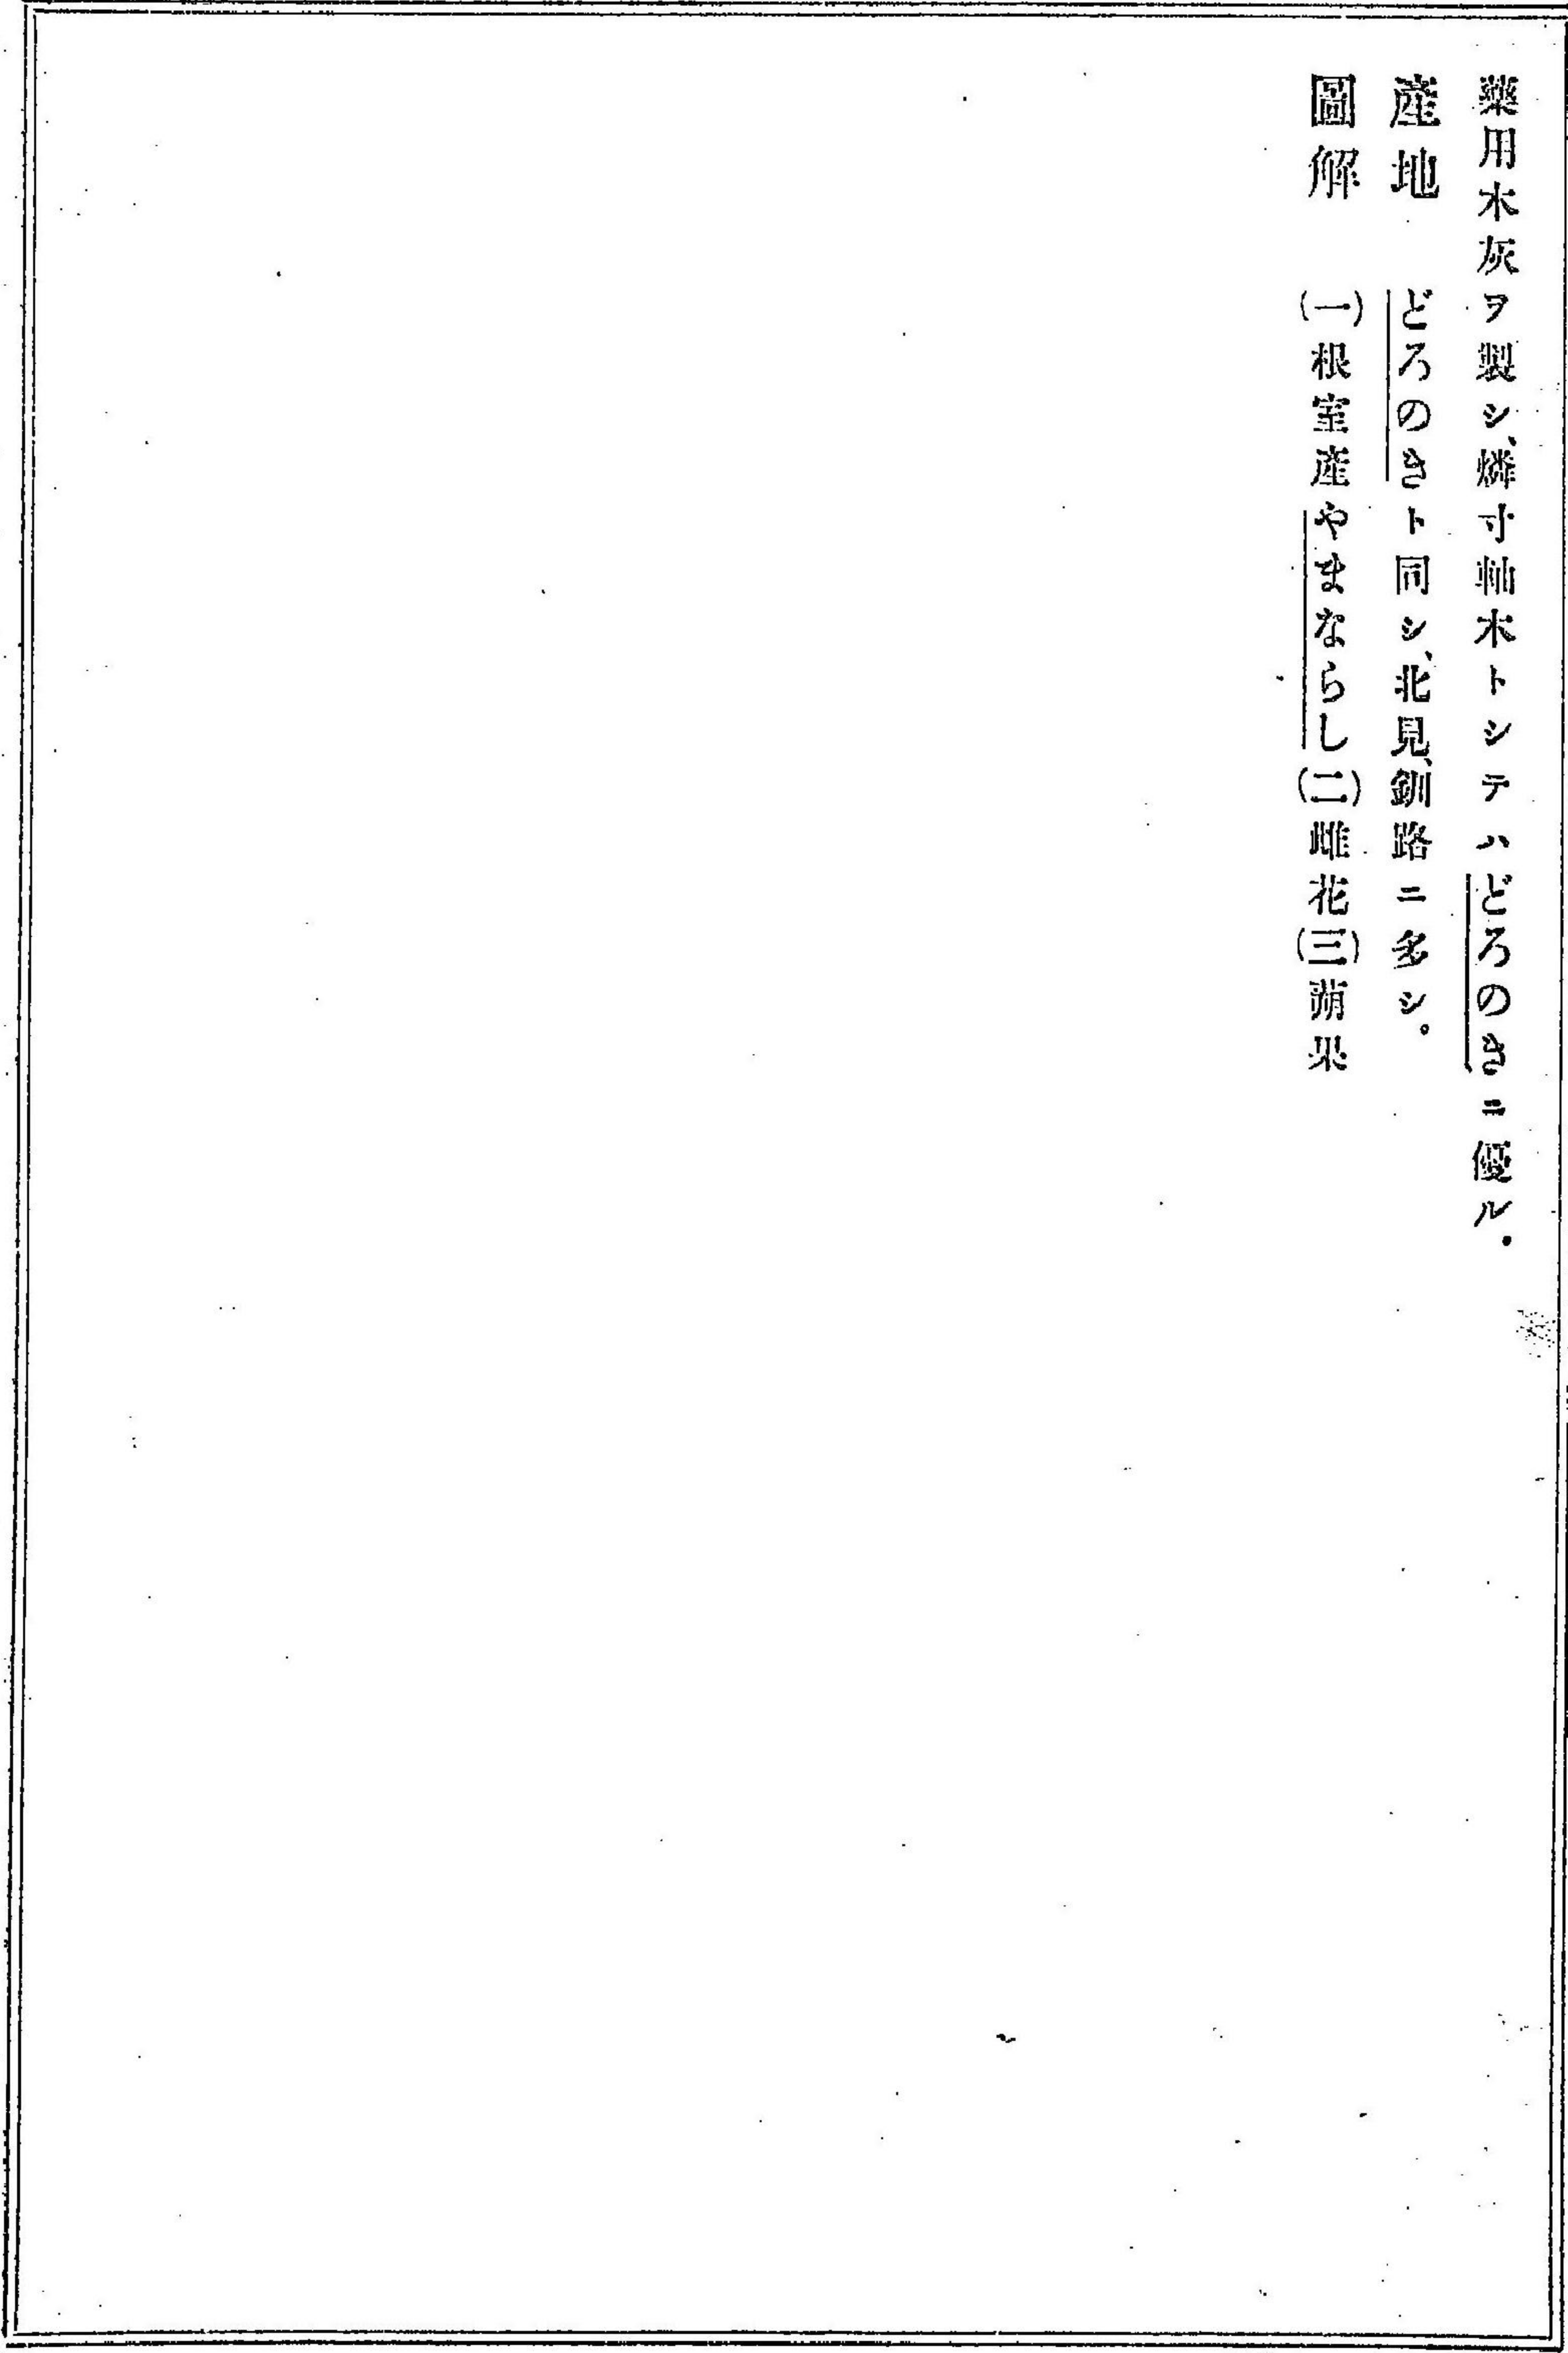 藥用木灰ヲ製シ、燐寸軸木トシテハどろのきニ優ル。
産地　どろのきト同シ、北見、釧路ニ多シ。
圖解　(一)根室産やまならし(二)雌花(三)蒴果